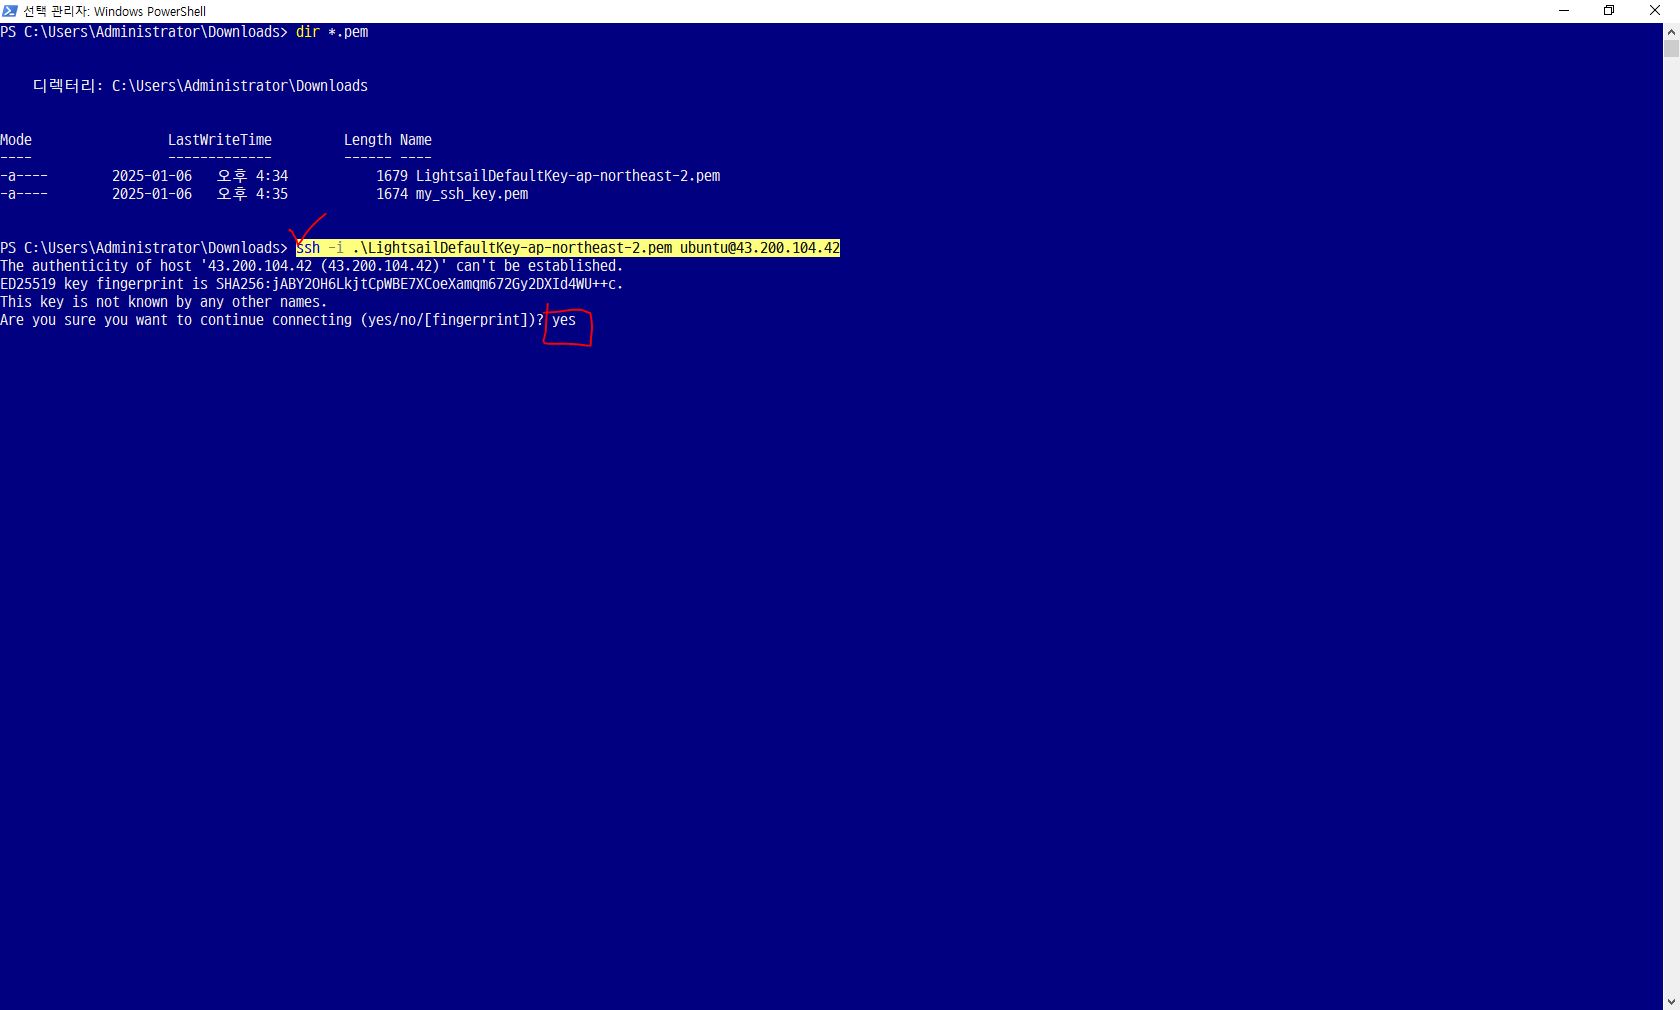 선택 관리자: Windows PowerShell
PS C:\Users\Administrator\Downloads> dir *.pem
디렉터리: C:\Users\Administrator\Downloads
Mode                 LastWriteTime         Length Name
----                 -------------         ------ ----
-a----        2025-01-06   오후 4:34           1679 LightsailDefaultKey-ap-northeast-2.pem
-a----        2025-01-06   오후 4:35           1674 my_ssh_key.pem
PS C:\Users\Administrator\Downloads> ssh -i .\LightsailDefaultKey-ap-northeast-2.pem ubuntu@43.200.104.42
The authenticity of host '43.200.104.42 (43.200.104.42)' can't be established.
ED25519 key fingerprint is SHA256:jABY2OH6LkjtCpWBE7XCoeXamqm672Gy2DXId4WU++c.
This key is not known by any other names.
Are you sure you want to continue connecting (yes/no/[fingerprint])? yes